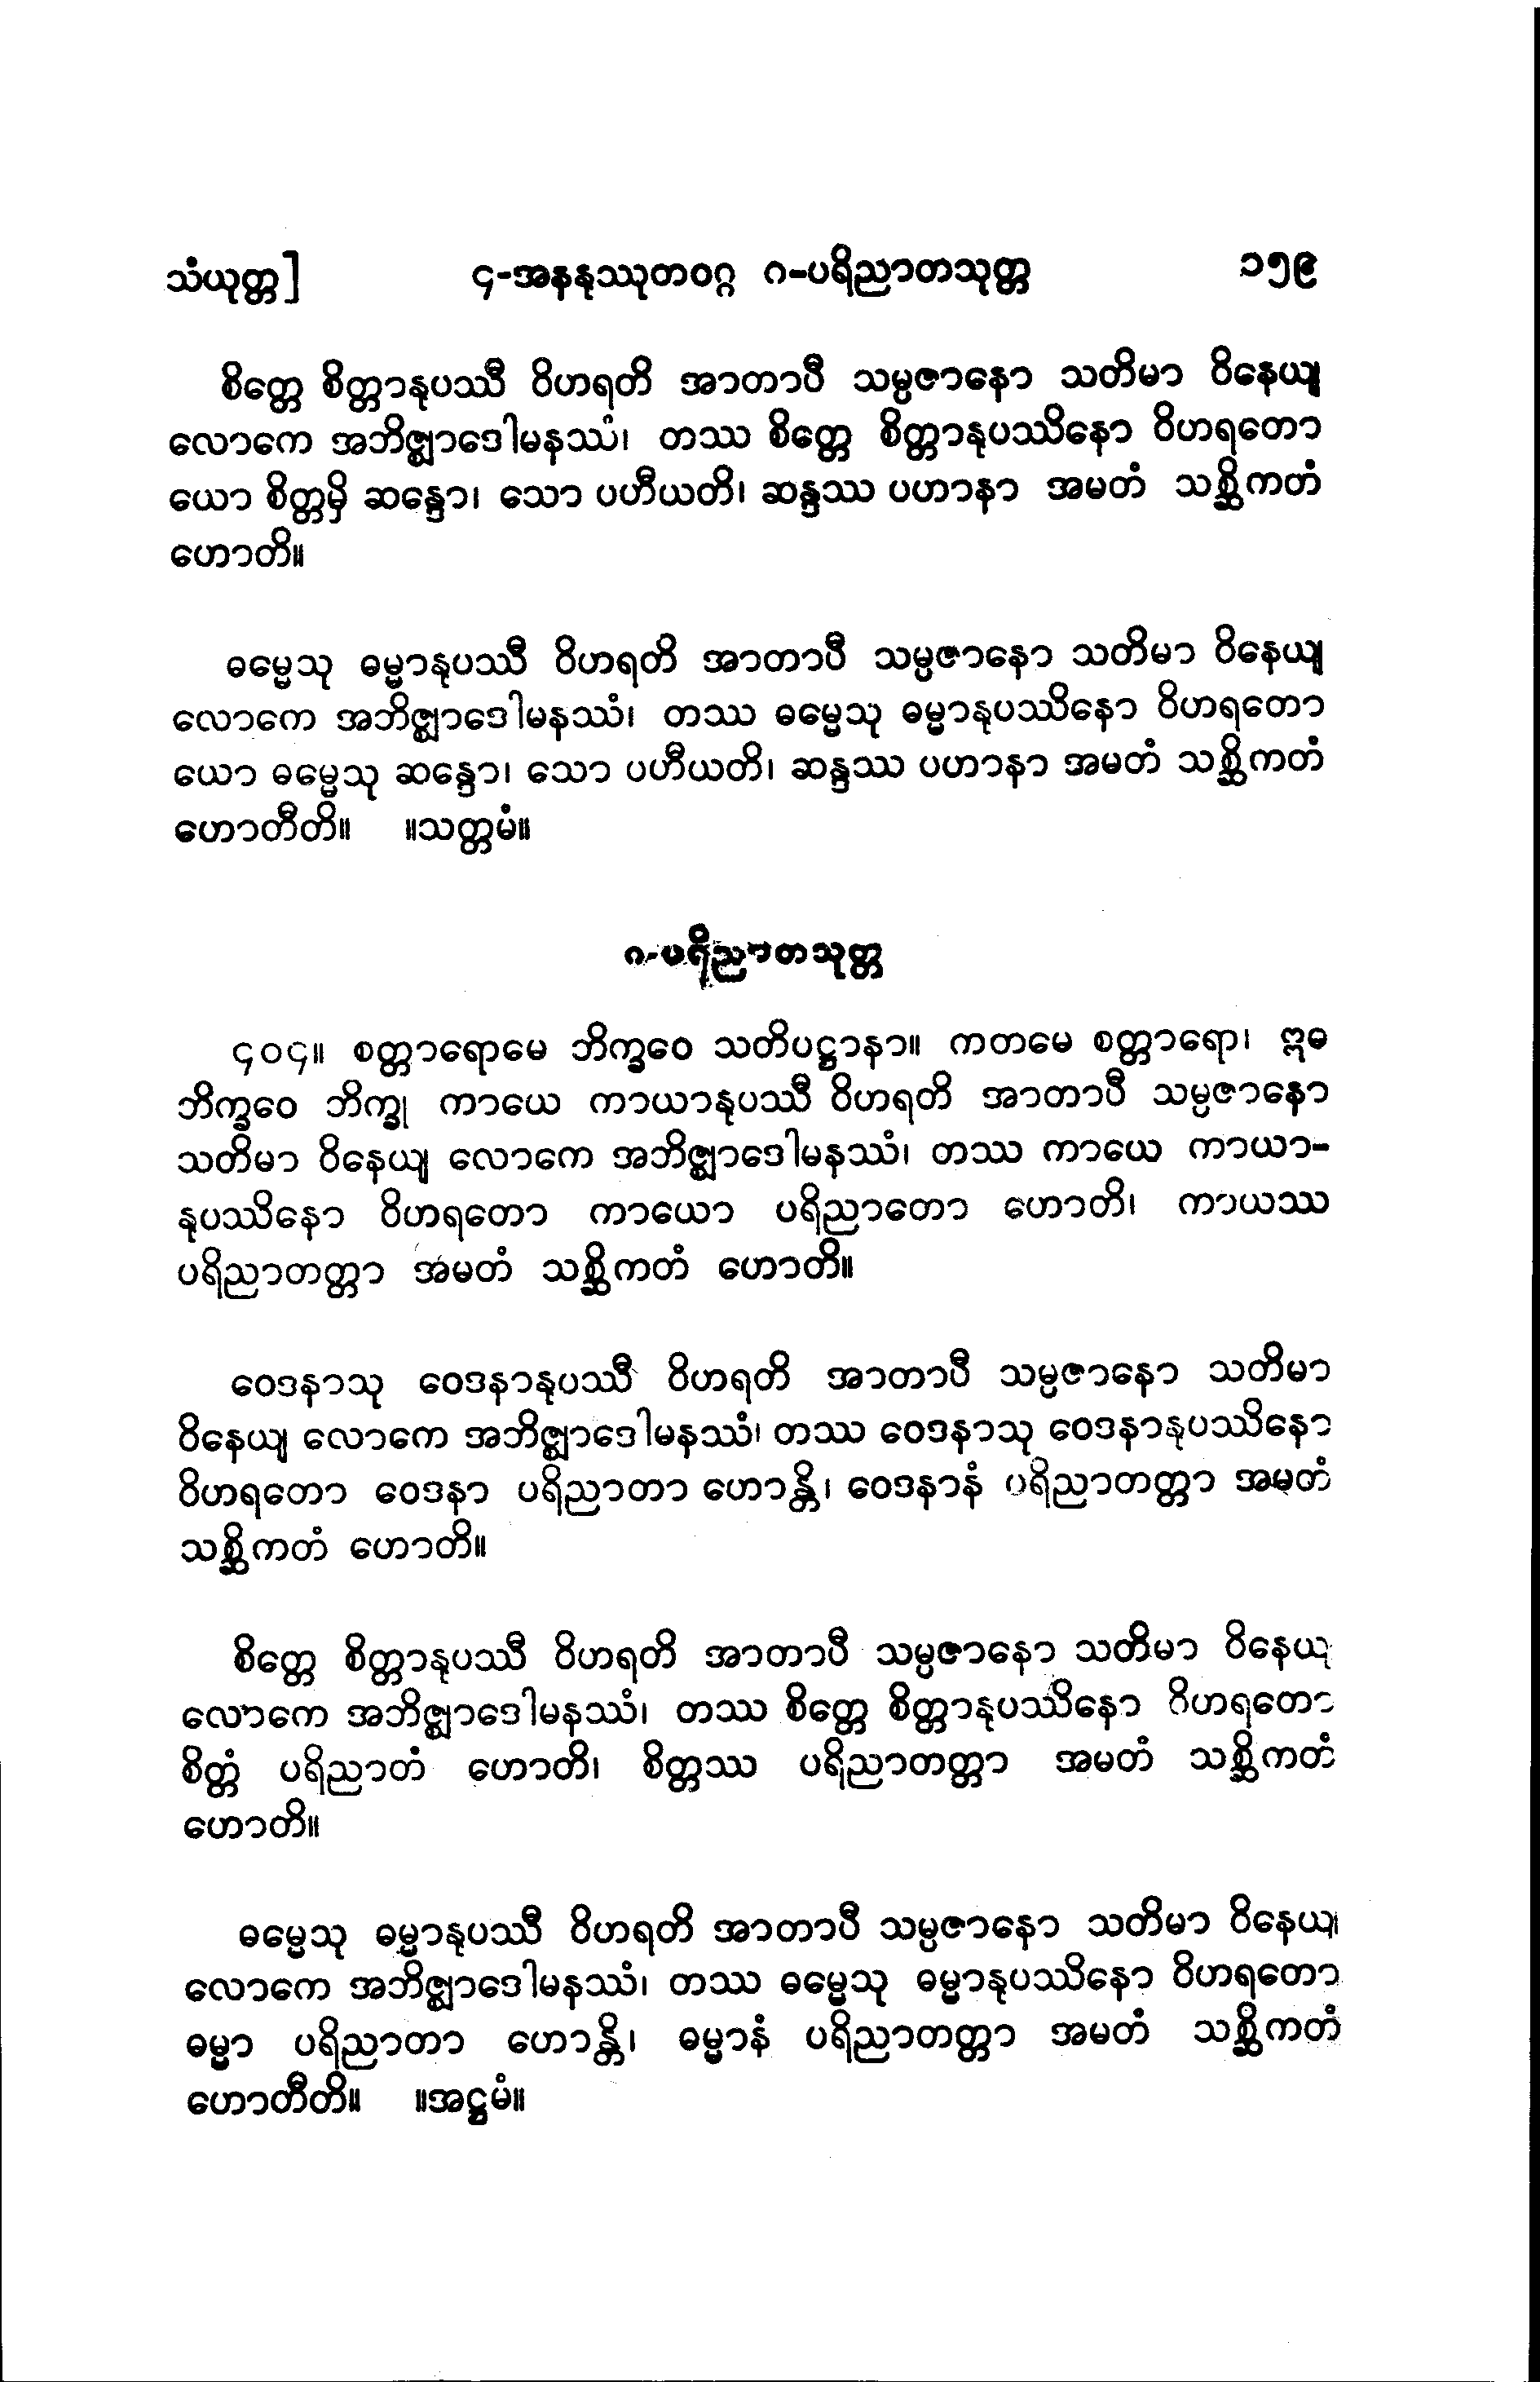 သံယုတ္တ] ၄-အနနုဿုတဝဂ္ဂ ဂ-ပရိညာတသုတ္တ ၁၅၉
စိတ္တေ စိတ္တာနုပဿီ ဝိဟရတိ အာတာပီ သမ္ပဇာနော သတိမာ ဝိနေယျ
လောကေ အဘိဇ္ဈာဒေါမနဿံ၊ တဿ စိတ္တေ စိတ္တာနုပဿိနော ဝိဟရတော
ယော စိတ္တမှိ ဆန္ဒော၊ သော ပဟီယတိ၊ ဆန္ဒဿ ပဟာနာ အမတံ သစ္ဆိကတံ
ဟောတိ။
ဓမ္မေသု ဓမ္မာနုပဿီ ဝိဟရတိ အာတာပီ သမ္ပဇာနော သတိမာ ဝိနေယျ
လောကေ အဘိဇ္ဈာဒေါမနဿံ၊ တဿ ဓမ္မေသု ဓမ္မာနုပဿိနော ဝိဟရတော
ယော ဓမ္မေသု ဆန္ဒော၊ သော ပဟီယတိ၊ ဆန္ဒဿ ပဟာနာ အမတံ သစ္ဆိကတံ
ဟောတီတိ။ ။သတ္တမံ။
ဂ-ပရိညာတသုတ္တ
၄၀၄။ စတ္တာရောမေ ဘိက္ခဝေ သတိပဋ္ဌာနာ။ ကတမေ စတ္တာရော၊ ဣဓ
ဘိက္ခဝေ ဘိက္ခု ကာယေ ကာယာနုပဿီ ဝိဟရတိ အာတာပီ သမ္ပဇာနော
သတိမာ ဝိနေယျ လောကေ အဘိဇ္ဈာဒေါမနဿံ၊ တဿ ကာယေ ကာယာ-
နုပဿိနော ဝိဟရတော ကာယော ပရိညာတော ဟောတိ၊ ကာယဿ
ပရိညာတတ္တာ အမတံ သစ္ဆိကတံ ဟောတိ။
ဝေဒနာသု ဝေဒနာနုပဿီ ဝိဟရတိ အာတာပီ သမ္ပဇာနော သတိမာ
ဝိနေယျ လောကေ အဘိဇ္ဈာဒေါမနဿံ၊ တဿ ဝေဒနာသု ဝေဒနာနုပဿိနော
ဝိဟရတော ဝေဒနာ ပရိညာတာ ဟောန္တိ၊ ဝေဒနာနံ ပရိညာတတ္တာ အမတံ
သစ္ဆိကတံ ဟောတိ။
စိတ္တေ စိတ္တာနုပဿီ ဝိဟရတိ အာတာပီ သမ္ပဇာနော သတိမာ ဝိနေယျ
လောကေ အဘိဇ္ဈာဒေါမနဿံ၊ တဿ စိတ္တေ စိတ္တာနုပဿိနော ဝိဟရတော
စိတ္တံ ပရိညာတံ ဟောတိ၊ စိတ္တဿ ပရိညာတတ္တာ အမတံ သစ္ဆိကတံ
ဟောတိ။
ဓမ္မေသု ဓမ္မာနုပဿီ ဝိဟရတိ အာတာပီ သမ္ပဇာနော သတိမာ ဝိနေယျ
လောကေ အဘိဇ္ဈာဒေါမနဿံ၊ တဿ ဓမ္မေသု ဓမ္မာနုပဿိနော ဝိဟရတော
ဓမ္မာ ပရိညာတာ ဟောန္တိ၊ ဓမ္မာနံ ပရိညာတတ္တာ အမတံ သစ္ဆိကတံ
ဟောတီတိ။ ။အဋ္ဌမံ။